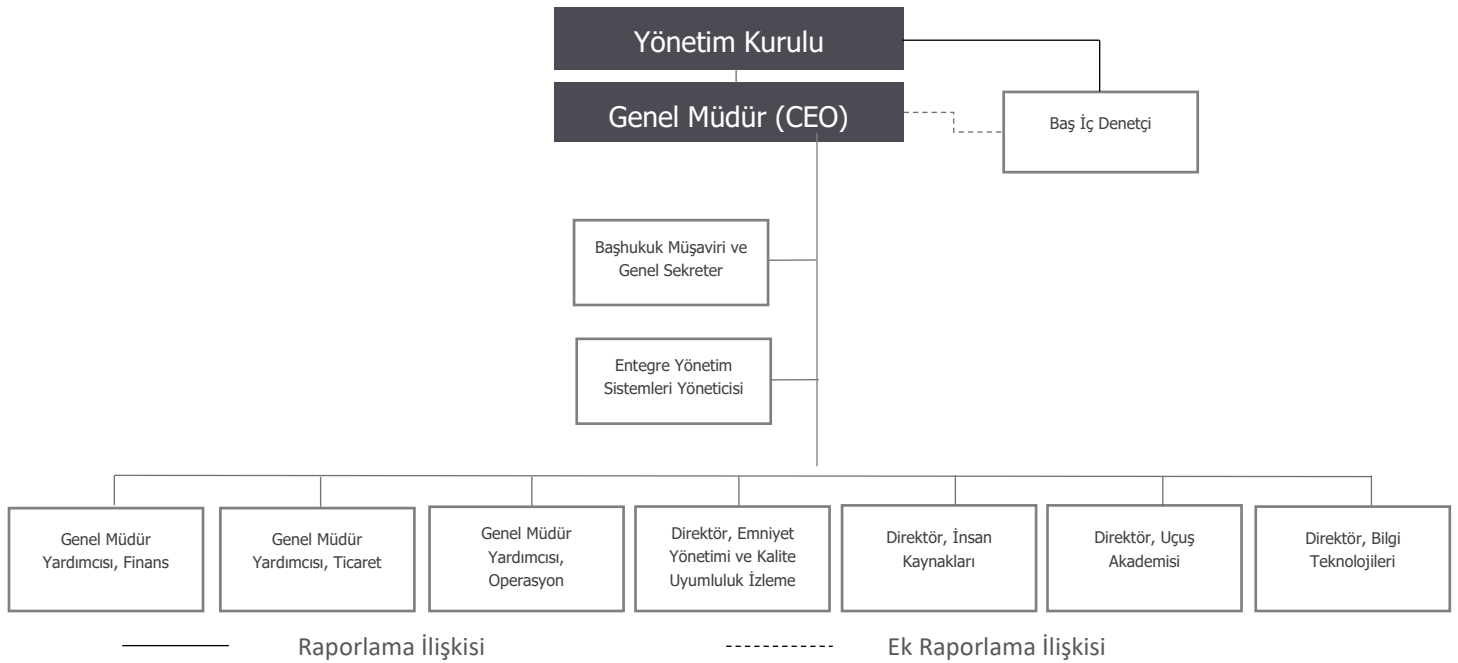 Yönetim Kurulu
Genel Müdür (CEO)
Baş İç Denetçi
Başhukuk Müşaviri ve
Genel Sekreter
Entegre Yönetim
Sistemleri Yöneticisi
Genel Müdür
Yardımcısı, Finans
Genel Müdür
Yardımcısı, Ticaret
Genel Müdür
Yardımcısı,
Operasyon
Direktör, Emniyet
Yönetimi ve Kalite
Uyumluluk İzleme
Direktör, İnsan
Kaynakları
Direktör, Uçuş
Akademisi
Direktör, Bilgi
Teknolojileri
Raporlama İlişkisi
Ek Raporlama İlişkisi